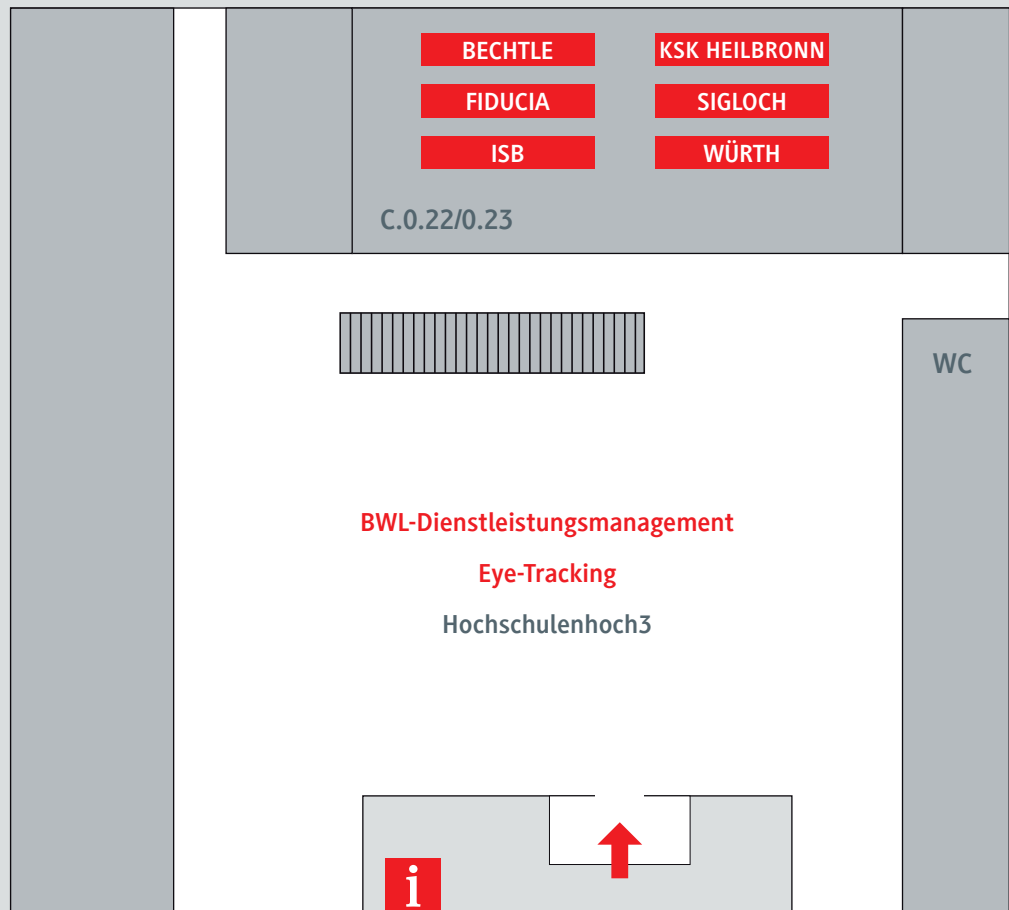 BECHTLE KSK HEILBRONN
FIDUCIA SIGLOCH
ISB WÜRTH
C.0.22/0.23
WC
BWL-Dienstleistungsmanagement
Eye-Tracking
Hochschulenhoch3
i